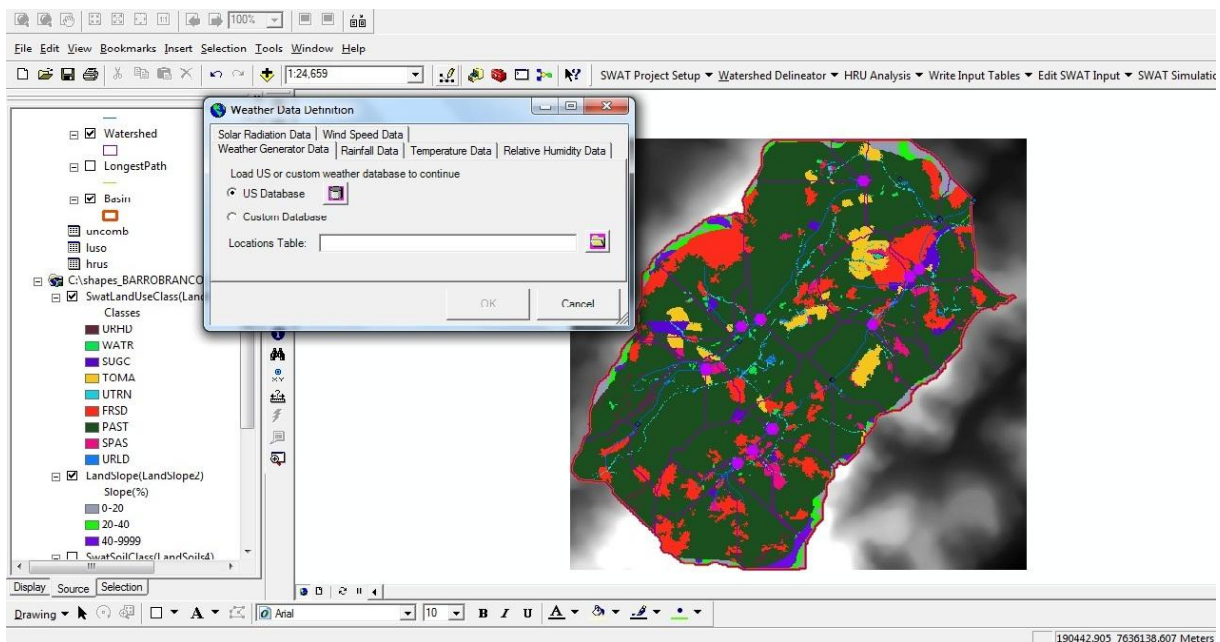 100%
File Edit View Bookmarks Insert Selection Tools Window Help
1:24,659
SWAT Project Setup Watershed Delineator HRU Analysis Write Input Tables Edit SWAT Input SWAT Simulatio
Weather Data Definition
Solar Radiation Data Wind Speed Data
Weather Generator Data Rainfall Data Temperature Data Relative Humidity Data
Load US or custom weather database to continue
US Database
Custom Database
Locations Table:
OK Cancel
Watershed
LongestPath
Basin
uncomb
luso
hrus
C:\shapes_BARROBRANCO
SwatLandUseClass(Land
Classes
URHD
WATR
SUGC
TOMA
UTRN
FRSD
PAST
SPAS
URLD
LandSlope(LandSlope2)
Slope(%)
0-20
20-40
40-9999
SwatSoilClass(LandSoils4)
Display Source Selection
Drawing A Arial 10 B I U A
190442,905 7636138,607 Meters